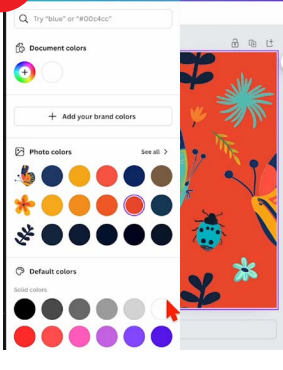 Try "blue" or "#00c4cc"
Document colors
+ Add your brand colors
Photo colors See all >
Default colors
Solid colors